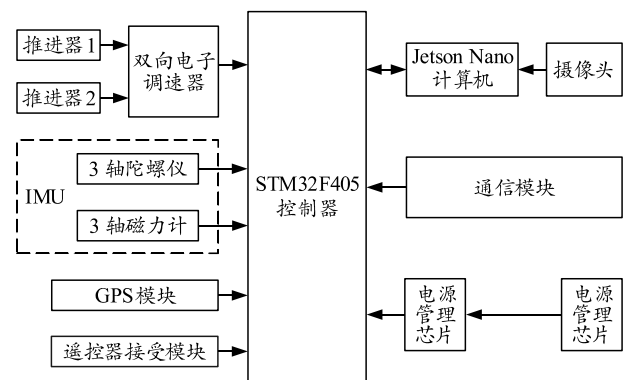 推进器1
推进器2
双向电子
调速器
IMU
3轴陀螺仪
3轴磁力计
GPS模块
遥控器接受模块
STM32F405
控制器
Jetson Nano
计算机
摄像头
通信模块
电源
管理
芯片
电源
管理
芯片